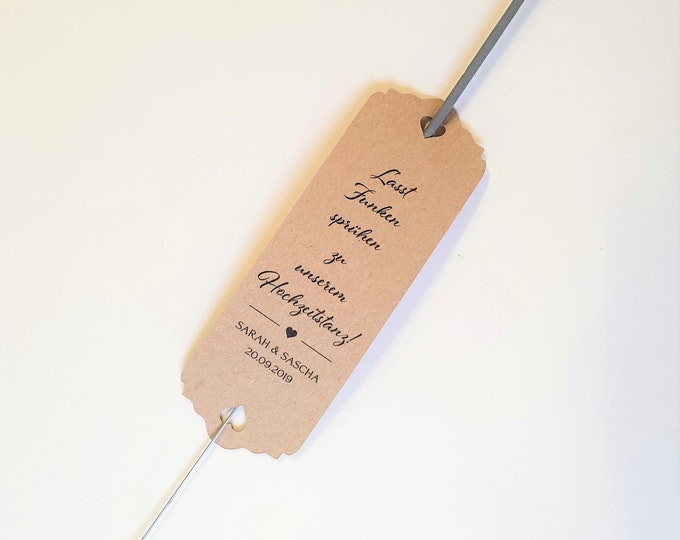 Lasst
Funken
sprühen
zu
unserem
Hochzeitstanz!
SARAH & SASCHA
20.09.2019